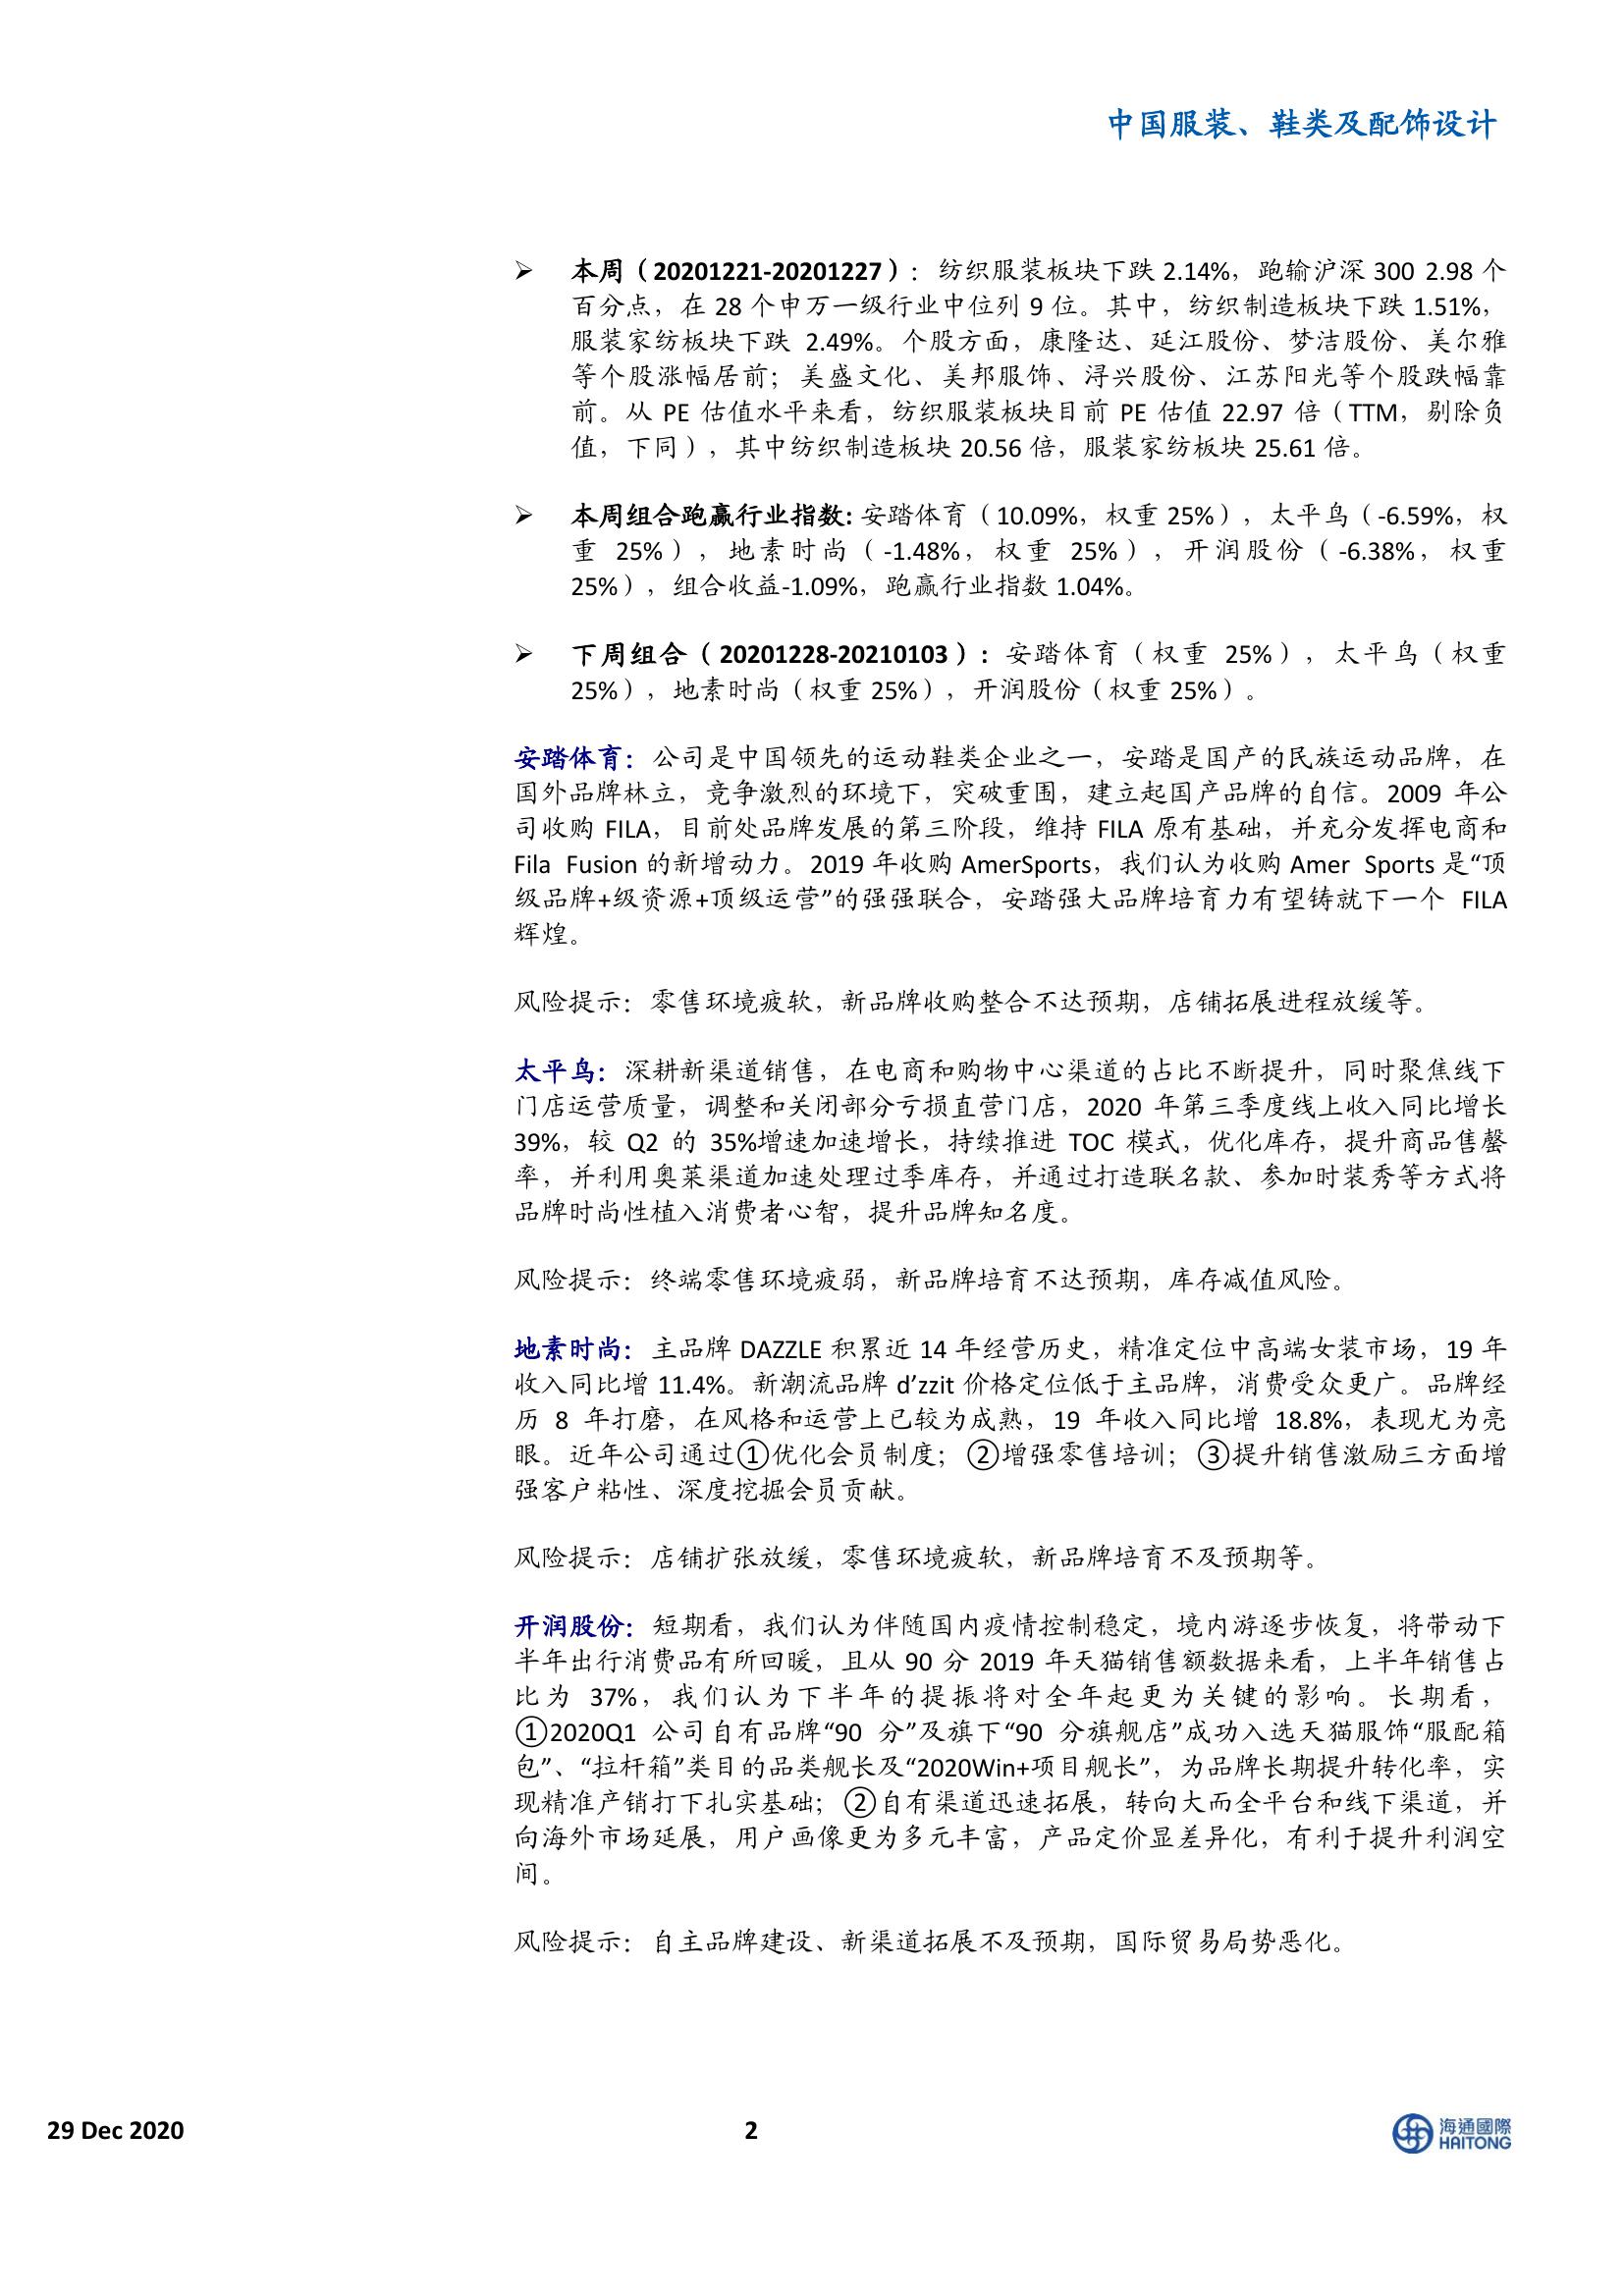 中国服装、鞋类及配饰设计
➢ 本周（20201221-20201227）：纺织服装板块下跌 2.14%，跑输沪深 300 2.98 个
百分点，在 28 个申万一级行业中位列 9 位。其中，纺织制造板块下跌 1.51%，
服装家纺板块下跌 2.49%。个股方面，康隆达、延江股份、梦洁股份、美尔雅
等个股涨幅居前；美盛文化、美邦服饰、浔兴股份、江苏阳光等个股跌幅靠
前。从 PE 估值水平来看，纺织服装板块目前 PE 估值 22.97 倍（TTM，剔除负
值，下同），其中纺织制造板块 20.56 倍，服装家纺板块 25.61 倍。
➢ 本周组合跑赢行业指数: 安踏体育（10.09%，权重 25%），太平鸟（-6.59%，权
重 25%），地素时尚（-1.48%，权重 25%），开润股份（-6.38%，权重
25%），组合收益-1.09%，跑赢行业指数 1.04%。
➢ 下周组合（20201228-20210103）：安踏体育（权重 25%），太平鸟（权重
25%），地素时尚（权重 25%），开润股份（权重 25%）。
安踏体育：公司是中国领先的运动鞋类企业之一，安踏是国产的民族运动品牌，在
国外品牌林立，竞争激烈的环境下，突破重围，建立起国产品牌的自信。2009 年公
司收购 FILA，目前处品牌发展的第三阶段，维持 FILA 原有基础，并充分发挥电商和
Fila Fusion 的新增动力。2019 年收购 AmerSports，我们认为收购 Amer Sports 是“顶
级品牌+级资源+顶级运营”的强强联合，安踏强大品牌培育力有望铸就下一个 FILA
辉煌。
风险提示：零售环境疲软，新品牌收购整合不达预期，店铺拓展进程放缓等。
太平鸟：深耕新渠道销售，在电商和购物中心渠道的占比不断提升，同时聚焦线下
门店运营质量，调整和关闭部分亏损直营门店，2020 年第三季度线上收入同比增长
39%，较 Q2 的 35%增速加速增长，持续推进 TOC 模式，优化库存，提升商品售罄
率，并利用奥莱渠道加速处理过季库存，并通过打造联名款、参加时装秀等方式将
品牌时尚性植入消费者心智，提升品牌知名度。
风险提示：终端零售环境疲弱，新品牌培育不达预期，库存减值风险。
地素时尚：主品牌 DAZZLE 积累近 14 年经营历史，精准定位中高端女装市场，19 年
收入同比增 11.4%。新潮流品牌 d’zzit 价格定位低于主品牌，消费受众更广。品牌经
历 8 年打磨，在风格和运营上已较为成熟，19 年收入同比增 18.8%，表现尤为亮
眼。近年公司通过①优化会员制度；②增强零售培训；③提升销售激励三方面增
强客户粘性、深度挖掘会员贡献。
风险提示：店铺扩张放缓，零售环境疲软，新品牌培育不及预期等。
开润股份：短期看，我们认为伴随国内疫情控制稳定，境内游逐步恢复，将带动下
半年出行消费品有所回暖，且从 90 分 2019 年天猫销售额数据来看，上半年销售占
比为 37%，我们认为下半年的提振将对全年起更为关键的影响。长期看，
①2020Q1 公司自有品牌“90 分”及旗下“90 分旗舰店”成功入选天猫服饰“服配箱
包”、“拉杆箱”类目的品类舰长及“2020Win+项目舰长”，为品牌长期提升转化率，实
现精准产销打下扎实基础；②自有渠道迅速拓展，转向大而全平台和线下渠道，并
向海外市场延展，用户画像更为多元丰富，产品定价显差异化，有利于提升利润空
间。
风险提示：自主品牌建设、新渠道拓展不及预期，国际贸易局势恶化。
29 Dec 2020
2
海通國際
HAITONG